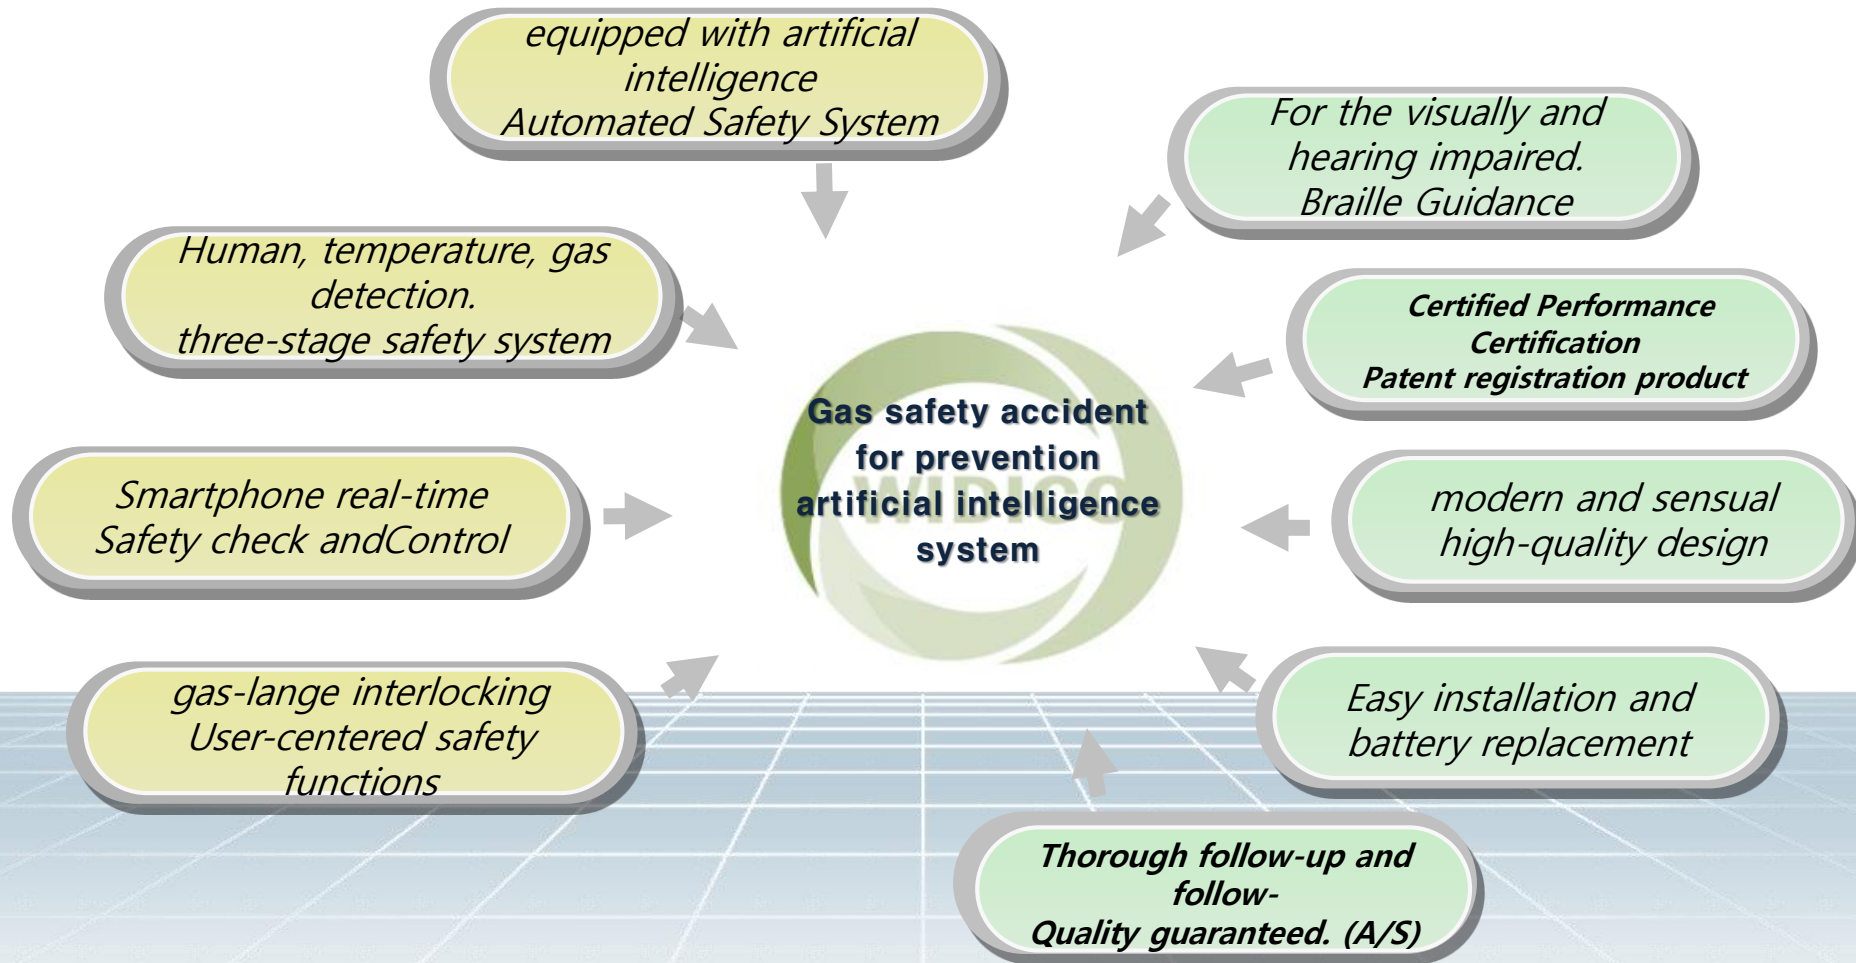 equipped with artificial
intelligence
Automated Safety System
For the visually and
hearing impaired.
Braille Guidance
Human, temperature, gas
detection.
three-stage safety system
Certified Performance
Certification
Patent registration product
Gas safety accident
for prevention
artificial intelligence
system
WIDICO
Smartphone real-time
Safety check andControl
modern and sensual
high-quality design
gas-lange interlocking
User-centered safety
functions
Easy installation and
battery replacement
Thorough follow-up and
follow-
Quality guaranteed. (A/S)